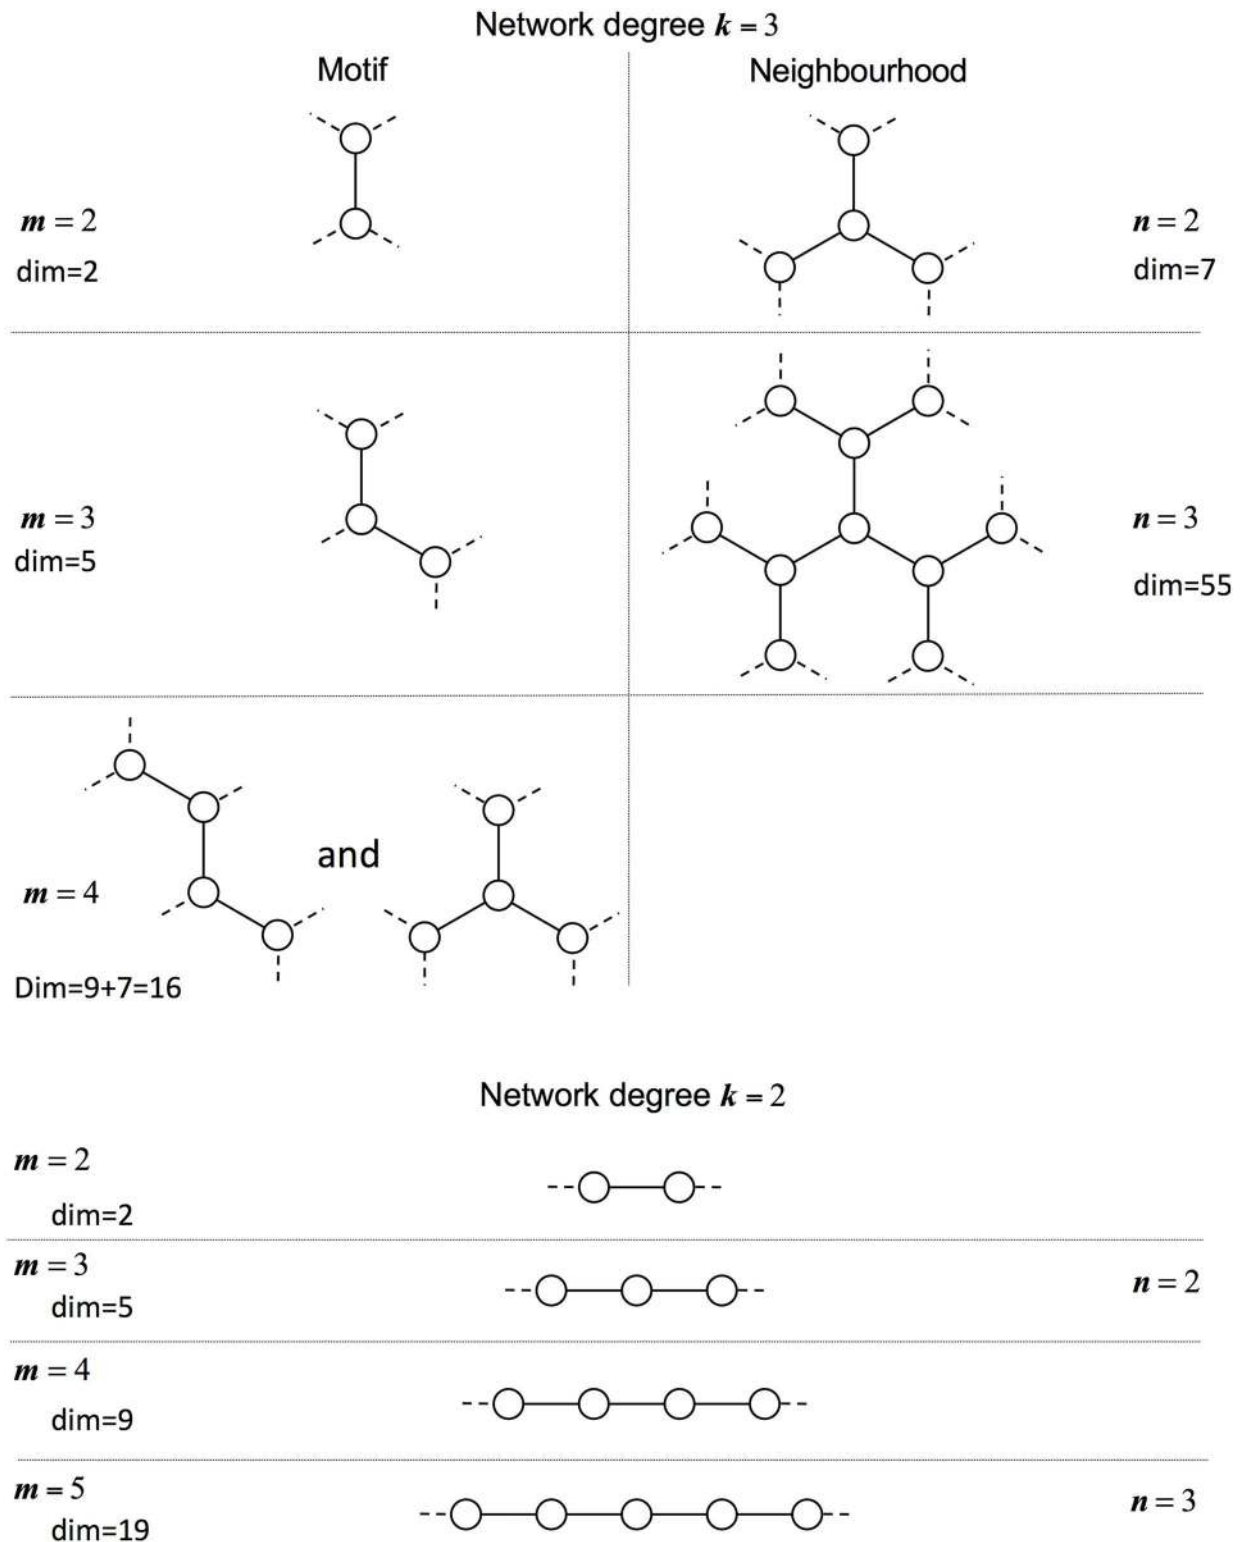 Network degree k = 3
Motif
Neighbourhood
m = 2
dim=2
n = 2
dim=7
m = 3
dim=5
n = 3
dim=55
and
m = 4
Dim=9+7=16
Network degree k = 2
m = 2
dim=2
m = 3
dim=5
n = 2
m = 4
dim=9
m = 5
dim=19
n = 3